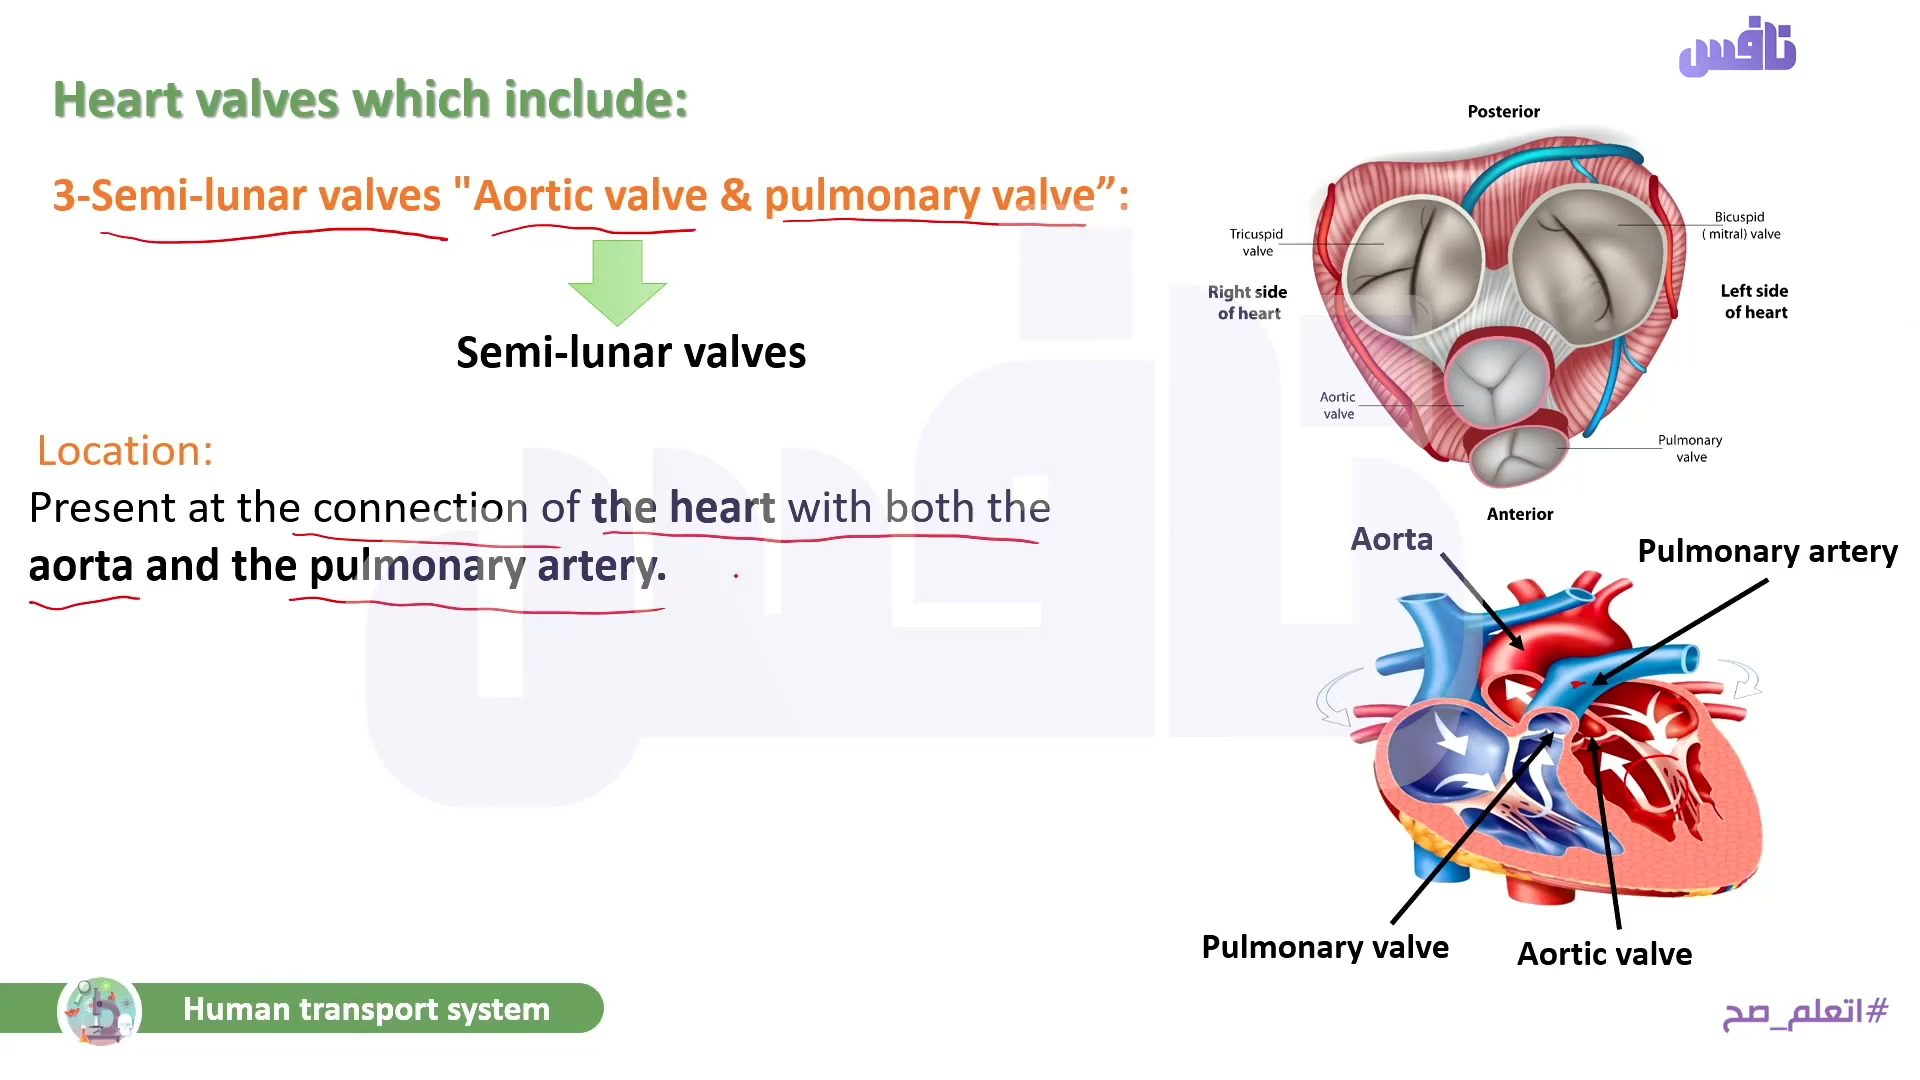 نافس
Heart valves which include:
3-Semi-lunar valves "Aortic valve & pulmonary valve”:
Semi-lunar valves
Location:
Present at the connection of the heart with both the
aorta and the pulmonary artery.
Posterior
Tricuspid
valve
Bicuspid
( mitral) valve
Right side
of heart
Left side
of heart
Aortic
valve
Pulmonary
valve
Anterior
Aorta
Pulmonary artery
Pulmonary valve
Aortic valve
Human transport system
#اتعلم_صح